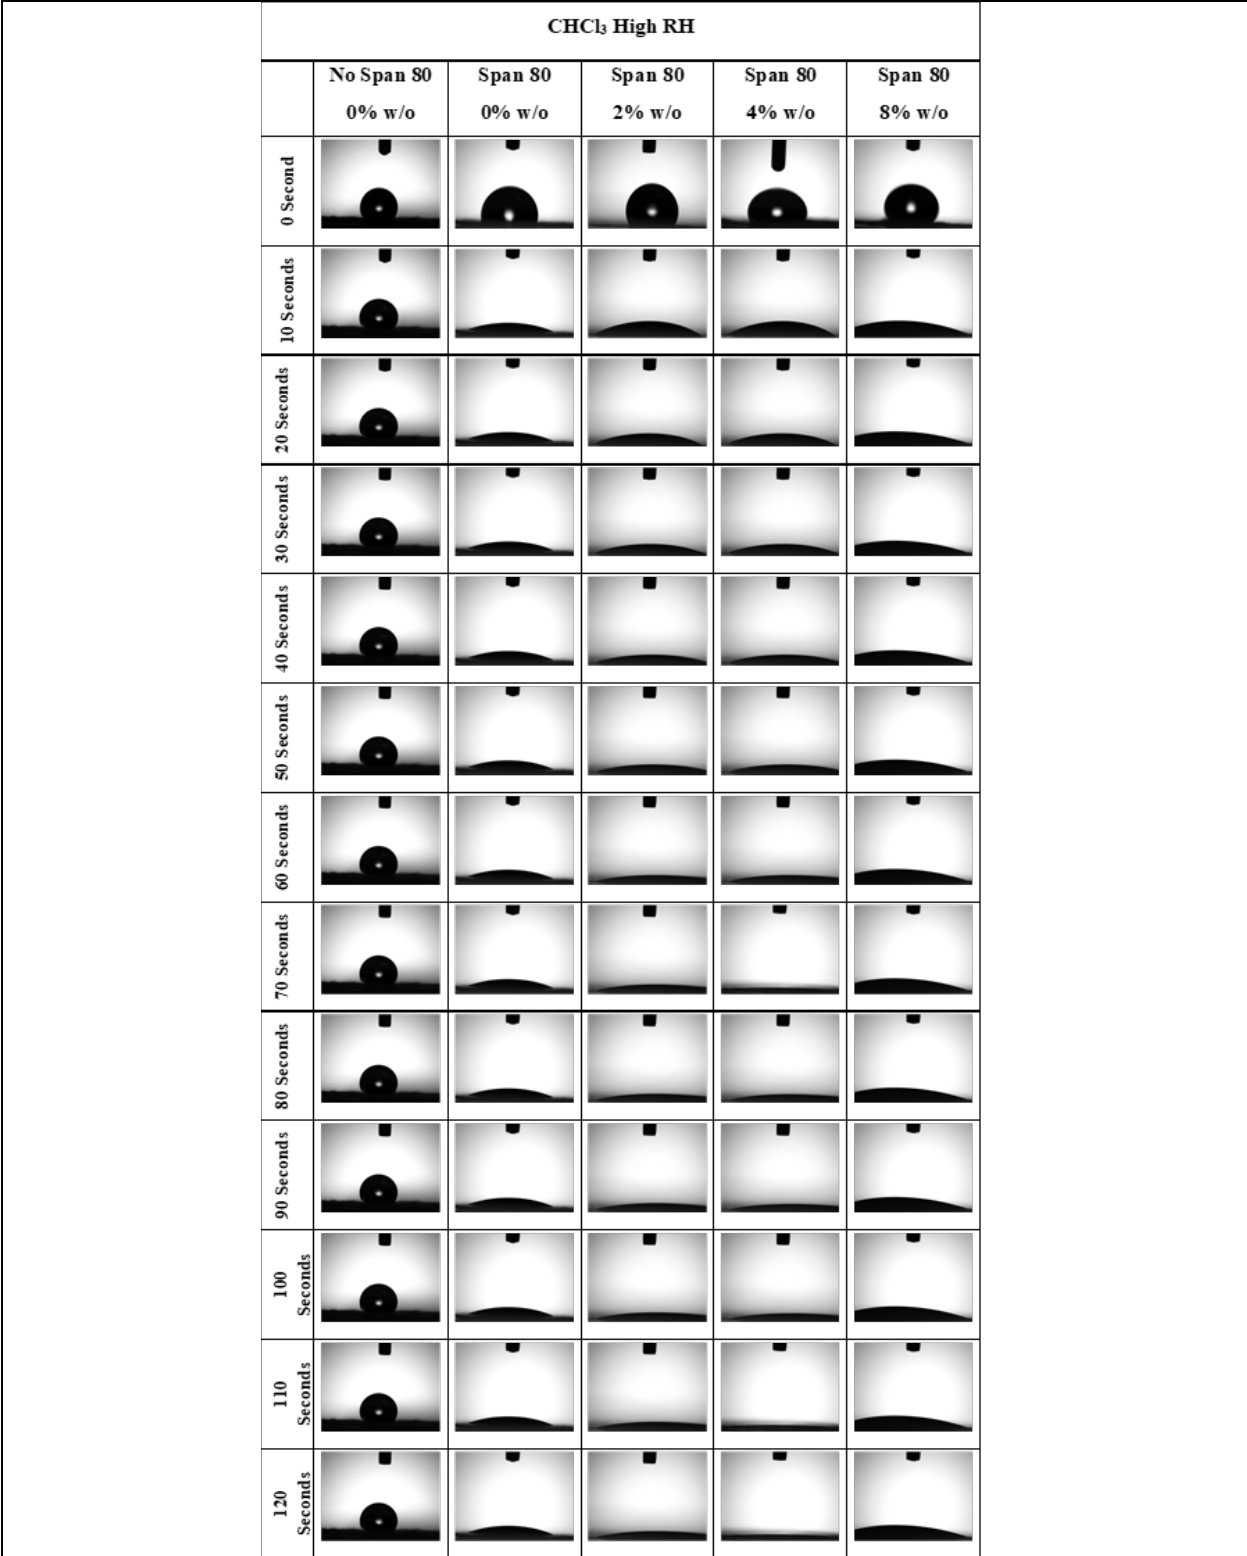 CHCl₃ High RH
No Span 80
0% w/o
Span 80
0% w/o
Span 80
2% w/o
Span 80
4% w/o
Span 80
8% w/o
0 Second
10 Seconds
20 Seconds
30 Seconds
40 Seconds
50 Seconds
60 Seconds
70 Seconds
80 Seconds
90 Seconds
100
Seconds
110
Seconds
120
Seconds